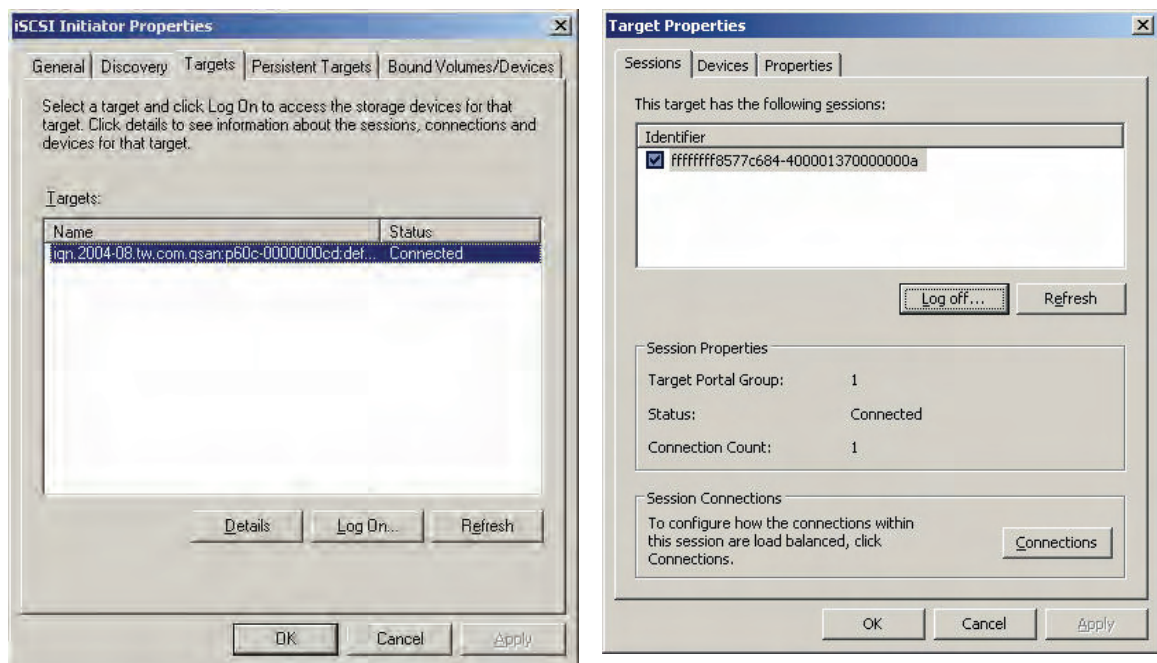 iSCSI Initiator Properties
General
Discovery
Targets
Persistent Targets
Bound Volumes/Devices
Select a target and click Log On to access the storage devices for that
target. Click details to see information about the sessions, connections and
devices for that target.
Targets:
Name
Status
iqn.2004-08.tw.com.qsan:p60c-0000000cd:def...
Connected
Details
Log On...
Refresh
OK
Cancel
Apply
Target Properties
Sessions
Devices
Properties
This target has the following sessions:
Identifier
ffffffff8577c684-400001370000000a
Log off...
Refresh
Session Properties
Target Portal Group:
1
Status:
Connected
Connection Count:
1
Session Connections
To configure how the connections within
this session are load balanced, click
Connections.
Connections
OK
Cancel
Apply